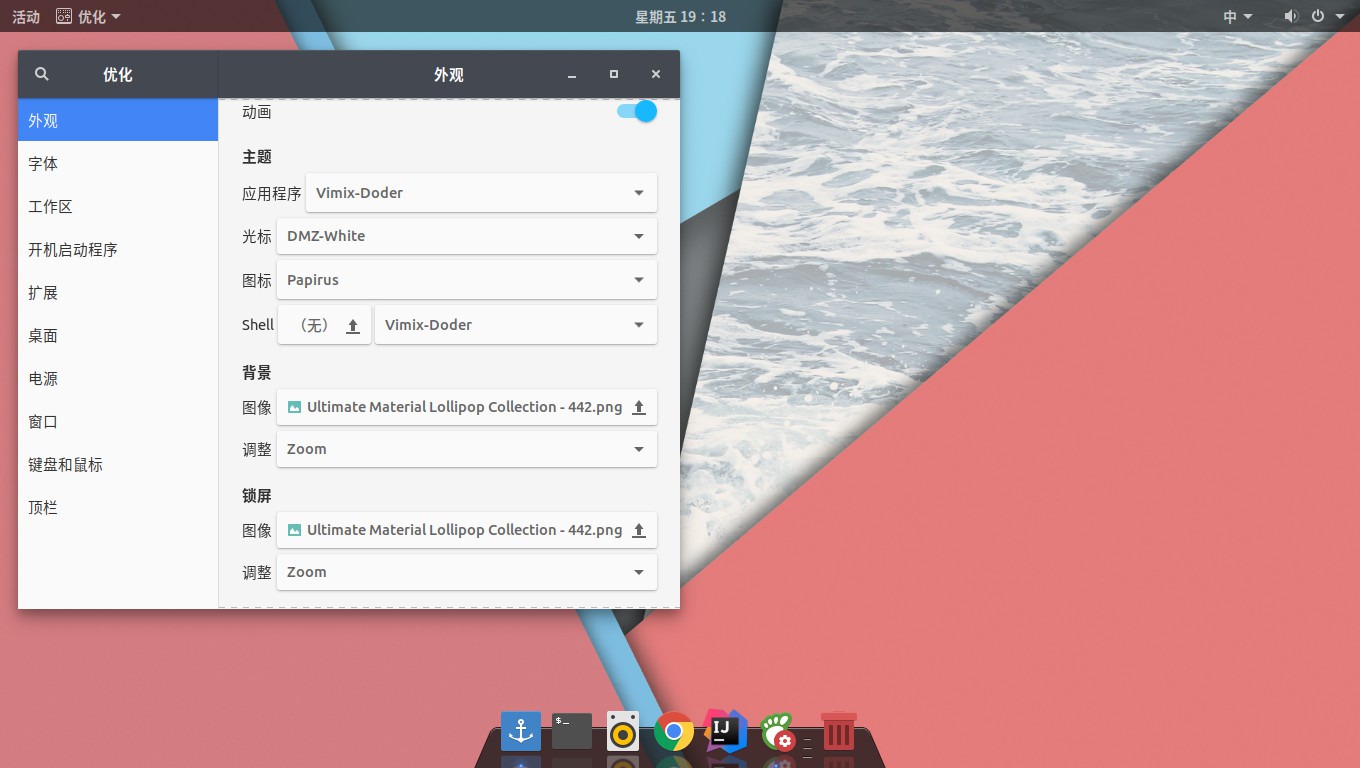 活动 优化 星期五 19：18 中
优化 外观
外观
字体
工作区
开机启动程序
扩展
桌面
电源
窗口
键盘和鼠标
顶栏
动画
主题
应用程序 Vimix-Doder
光标 DMZ-White
图标 Papirus
Shell （无） Vimix-Doder
背景
图像 Ultimate Material Lollipop Collection - 442.png
调整 Zoom
锁屏
图像 Ultimate Material Lollipop Collection - 442.png
调整 Zoom
$_
IJ